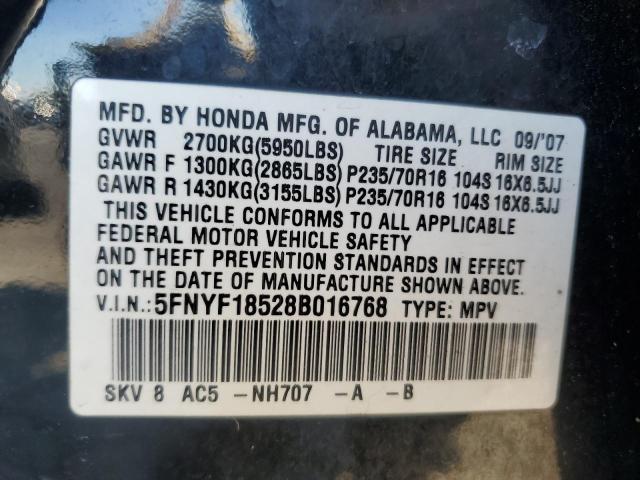 MFD. BY HONDA MFG. OF ALABAMA, LLC 09/'07
GVWR 2700KG(5950LBS) TIRE SIZE RIM SIZE
GAWR F 1300KG(2865LBS) P235/70R16 104S 16X6.5JJ
GAWR R 1430KG(3155LBS) P235/70R16 104S 16X6.5JJ
THIS VEHICLE CONFORMS TO ALL APPLICABLE
FEDERAL MOTOR VEHICLE SAFETY
AND THEFT PREVENTION STANDARDS IN EFFECT
ON THE DATE OF MANUFACTURE SHOWN ABOVE.
V.I.N.: 5FNYF18528B016768 TYPE: MPV
SKV 8 AC5 -NH707 -A -B